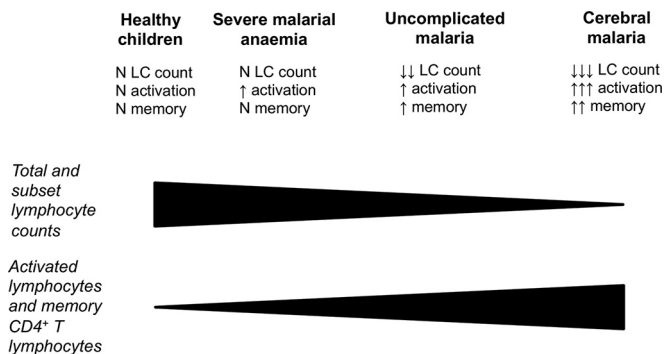 Healthy children
N LC count
N activation
N memory
Severe malarial anaemia
N LC count
↑ activation
N memory
Uncomplicated malaria
↓↓ LC count
↑ activation
↑ memory
Cerebral malaria
↓↓↓ LC count
↑↑↑ activation
↑↑ memory
Total and
subset
lymphocyte
counts
Activated
lymphocytes
and memory
CD4⁺ T
lymphocytes